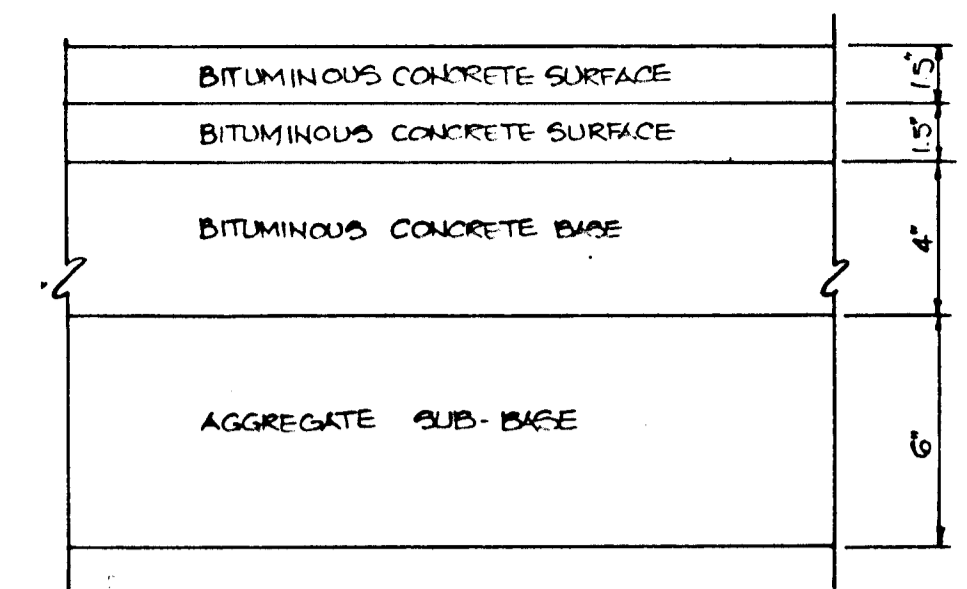 BITUMINOUS CONCRETE SURFACE
1.5"
BITUMINOUS CONCRETE SURFACE
1.5"
BITUMINOUS CONCRETE BASE
4"
AGGREGATE SUB-BASE
6"